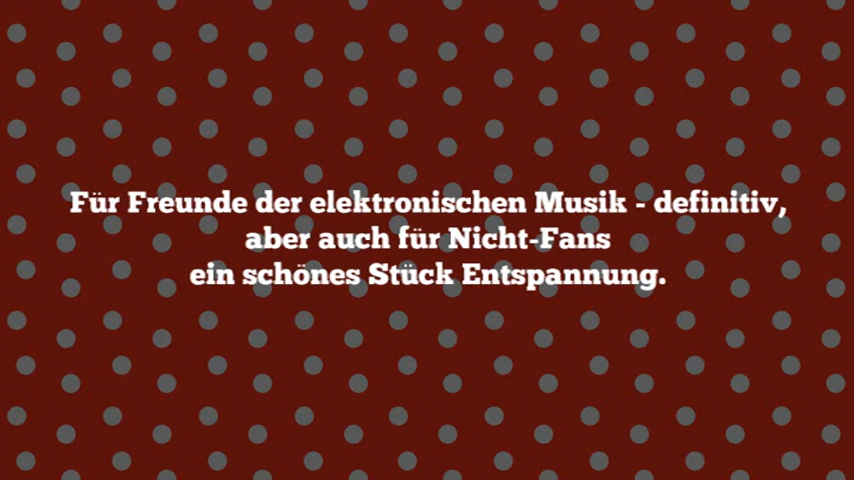 Für Freunde der elektronischen Musik - definitiv,
aber auch für Nicht-Fans
ein schönes Stück Entspannung.